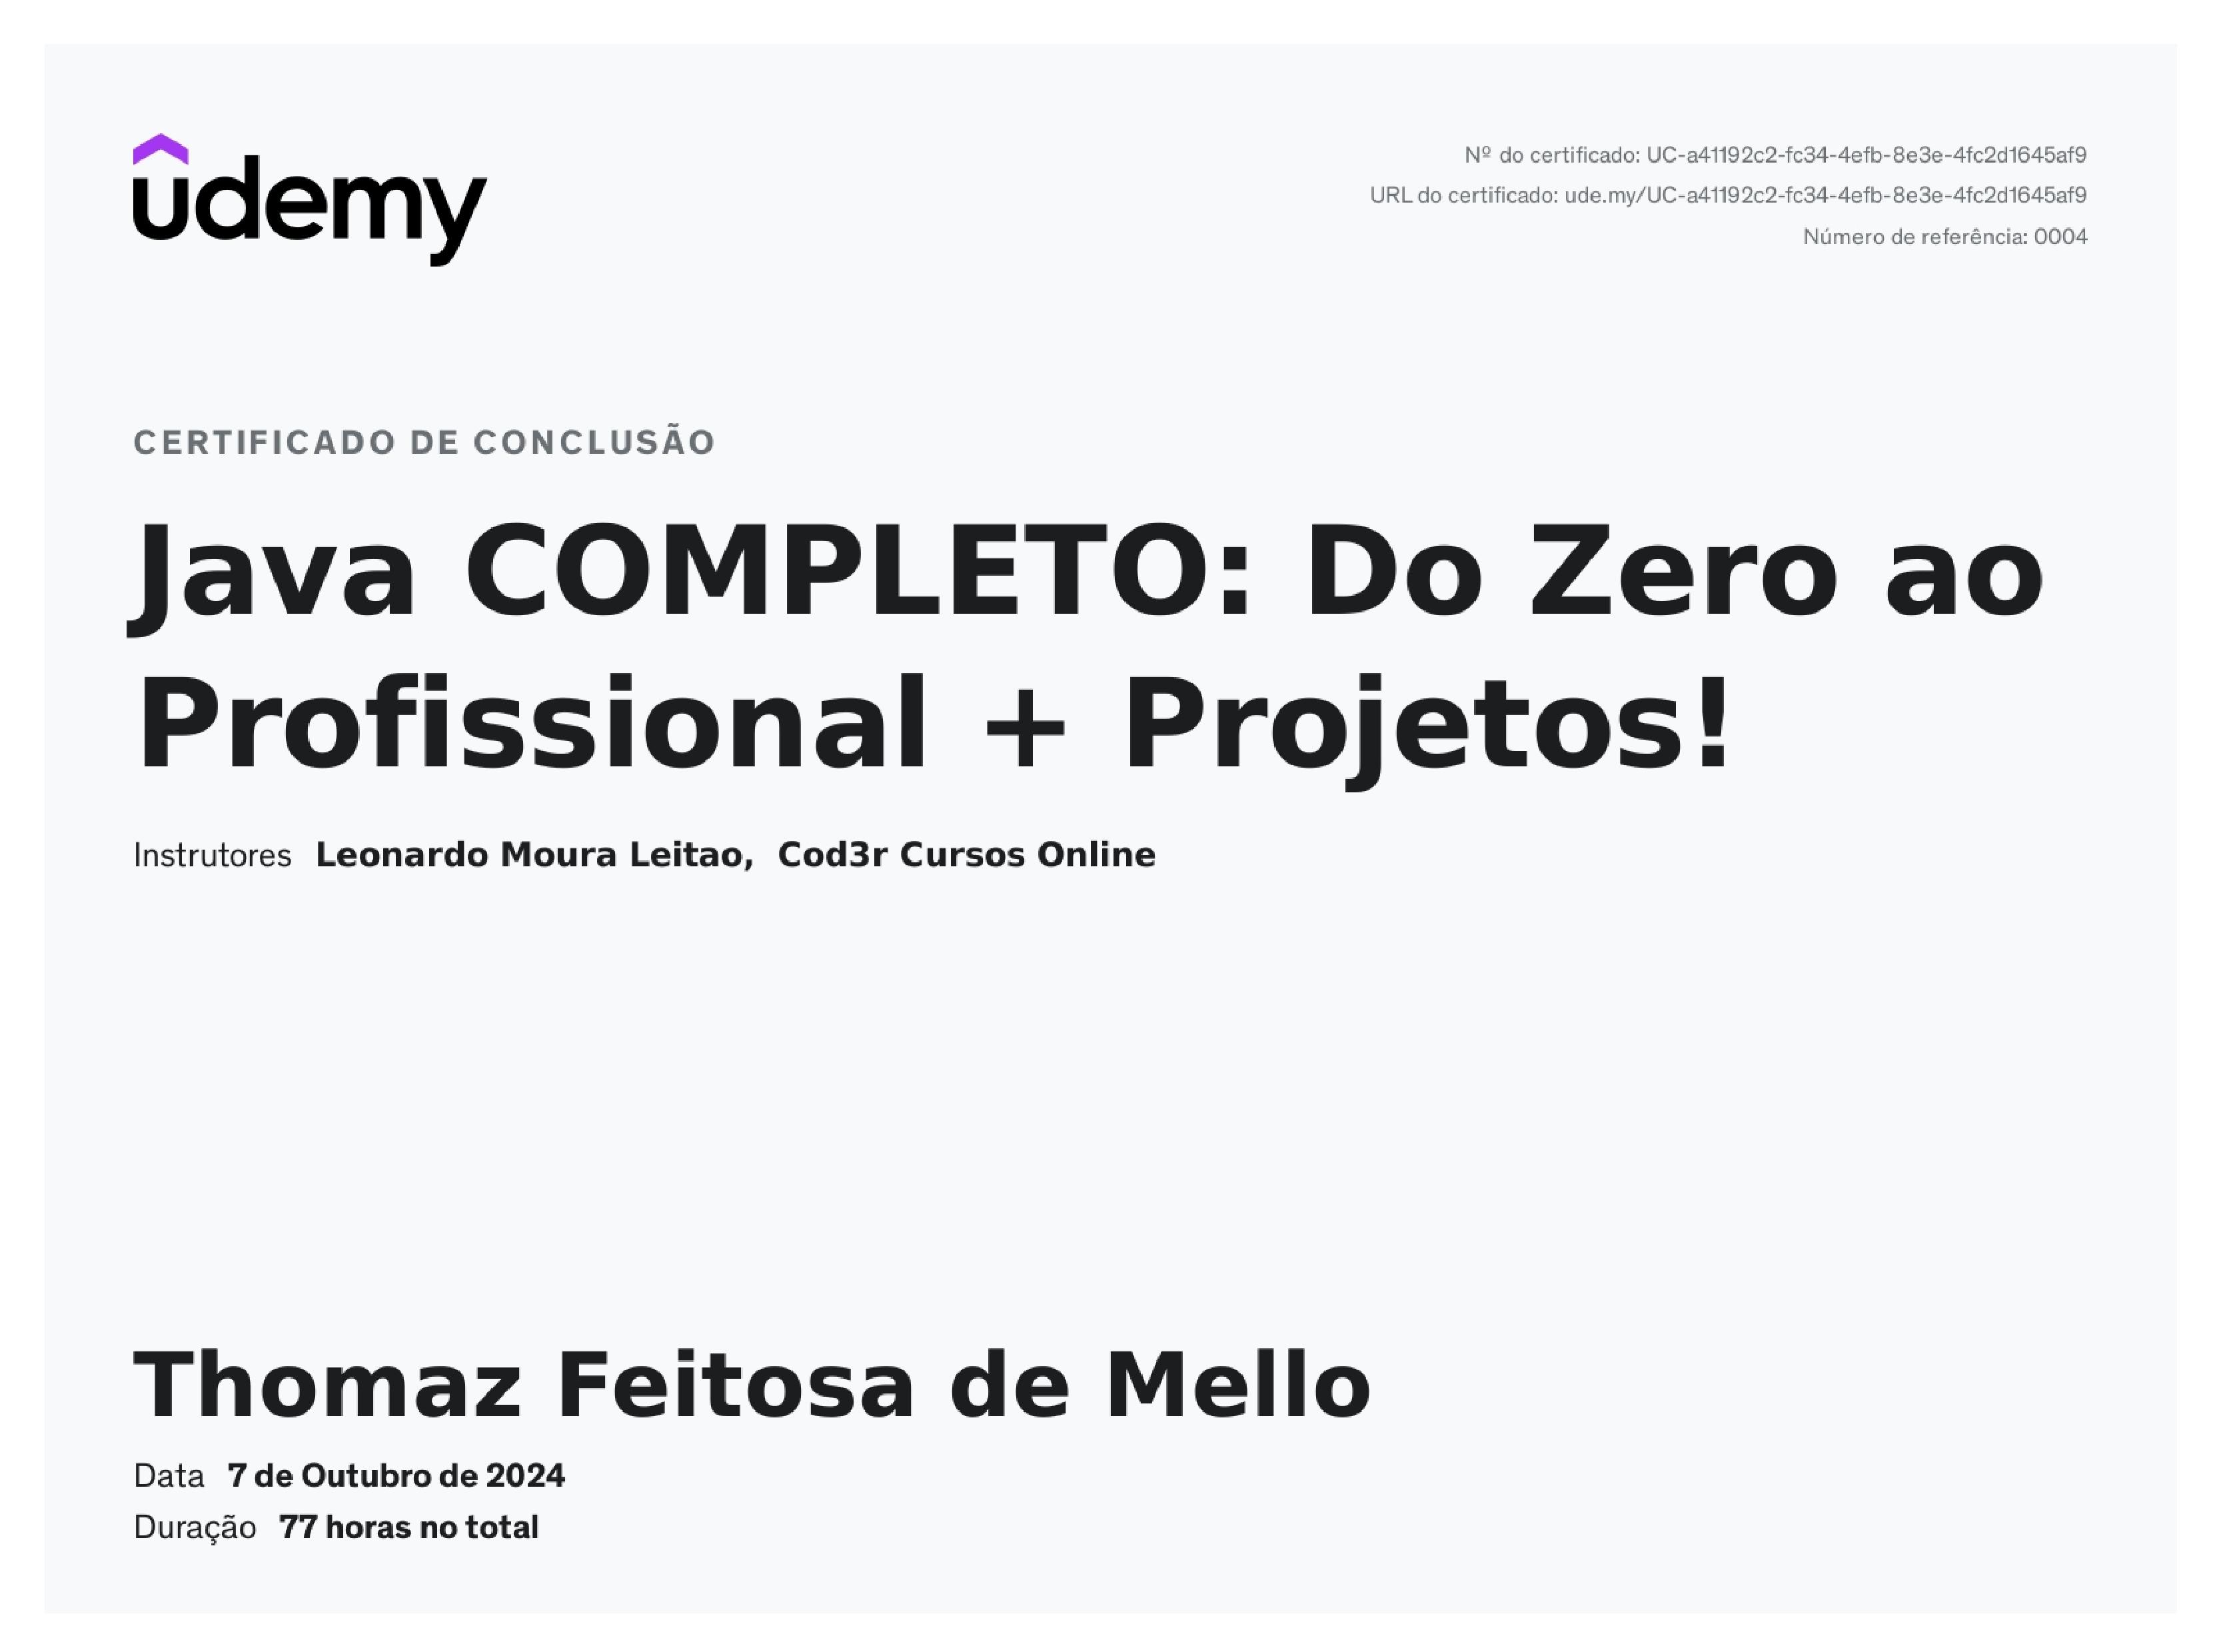 udemy
Nº do certificado: UC-a41192c2-fc34-4efb-8e3e-4fc2d1645af9
URL do certificado: ude.my/UC-a41192c2-fc34-4efb-8e3e-4fc2d1645af9
Número de referência: 0004
CERTIFICADO DE CONCLUSÃO
Java COMPLETO: Do Zero ao
Profissional + Projetos!
Instrutores Leonardo Moura Leitao, Cod3r Cursos Online
Thomaz Feitosa de Mello
Data 7 de Outubro de 2024
Duração 77 horas no total